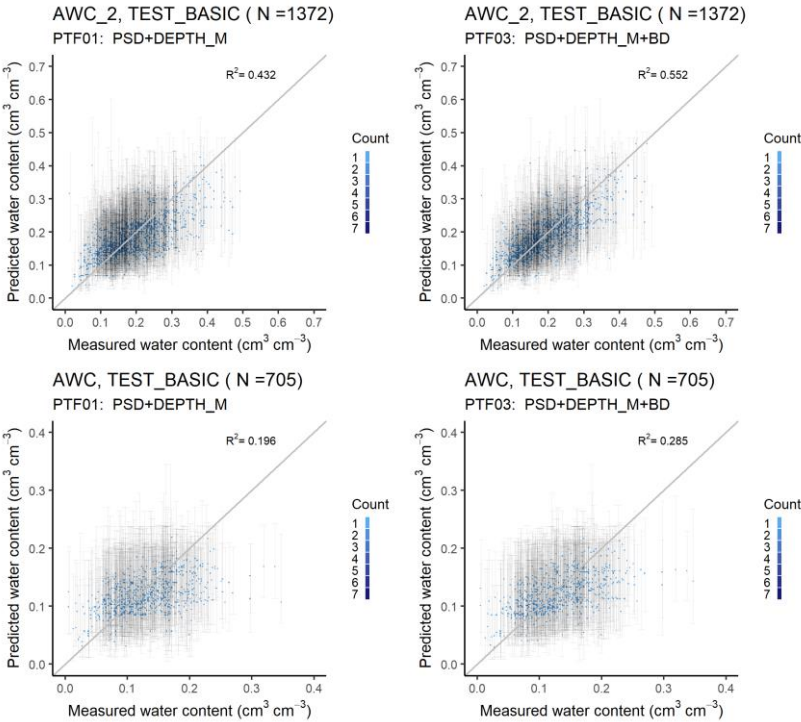 AWC_2, TEST_BASIC ( N =1372)
PTF01: PSD+DEPTH_M
R²= 0.432
Predicted water content (cm³ cm⁻³)
0.7
0.6
0.5
0.4
0.3
0.2
0.1
0.0
0.0 0.1 0.2 0.3 0.4 0.5 0.6 0.7
Measured water content (cm³ cm⁻³)
Count
1
2
3
4
5
6
7
AWC_2, TEST_BASIC ( N =1372)
PTF03: PSD+DEPTH_M+BD
R²= 0.552
Predicted water content (cm³ cm⁻³)
0.7
0.6
0.5
0.4
0.3
0.2
0.1
0.0
0.0 0.1 0.2 0.3 0.4 0.5 0.6 0.7
Measured water content (cm³ cm⁻³)
Count
1
2
3
4
5
6
7
AWC, TEST_BASIC ( N =705)
PTF01: PSD+DEPTH_M
R²= 0.196
Predicted water content (cm³ cm⁻³)
0.4
0.3
0.2
0.1
0.0
0.0 0.1 0.2 0.3 0.4
Measured water content (cm³ cm⁻³)
Count
1
2
3
4
5
6
7
AWC, TEST_BASIC ( N =705)
PTF03: PSD+DEPTH_M+BD
R²= 0.285
Predicted water content (cm³ cm⁻³)
0.4
0.3
0.2
0.1
0.0
0.0 0.1 0.2 0.3 0.4
Measured water content (cm³ cm⁻³)
Count
1
2
3
4
5
6
7